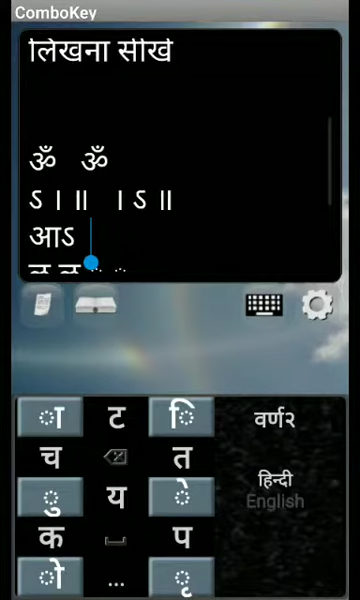 ComboKey
लिखना सीखे
ॐ ॐ
ऽ । ॥ । ऽ ॥
आऽ
ा ट ि वर्ण२
च त
हिन्दी
ु य े English
क प
ो ... ृ